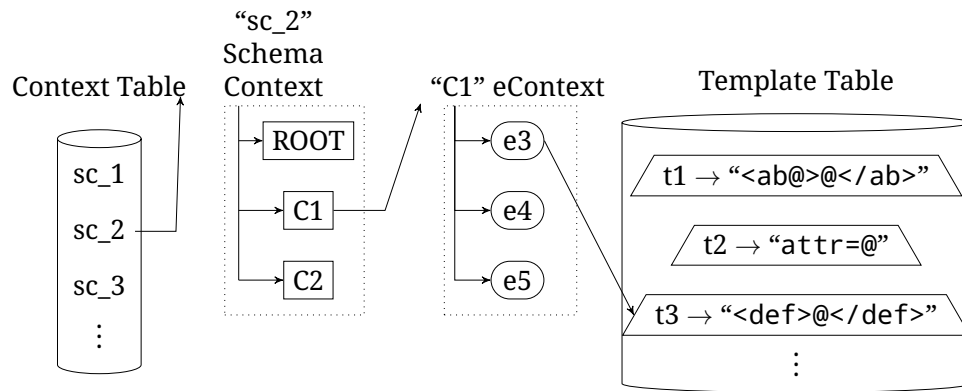 “sc_2”
Schema
Context
Context Table
“C1” eContext
Template Table
sc_1
sc_2
sc_3
⋮
ROOT
C1
C2
e3
e4
e5
t1 → “<ab@>@</ab>”
t2 → “attr=@”
t3 → “<def>@</def>”
⋮